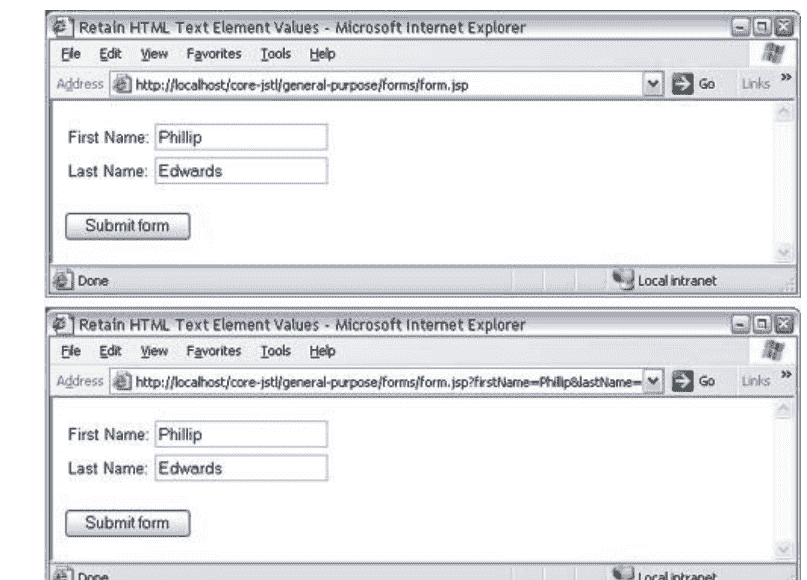 Retain HTML Text Element Values - Microsoft Internet Explorer
File Edit View Favorites Tools Help
Address http://localhost/core-jstl/general-purpose/forms/form.jsp Go Links »
First Name: Phillip
Last Name: Edwards
Submit form
Done Local intranet
Retain HTML Text Element Values - Microsoft Internet Explorer
File Edit View Favorites Tools Help
Address http://localhost/core-jstl/general-purpose/forms/form.jsp?firstName=Phillip&lastName= Go Links »
First Name: Phillip
Last Name: Edwards
Submit form
Done Local intranet